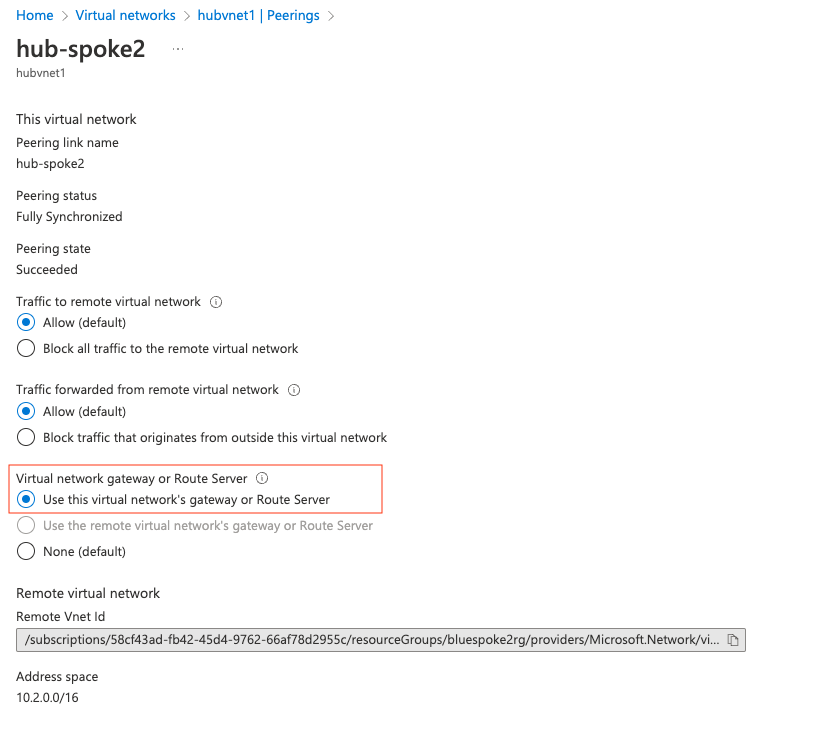 Home > Virtual networks > hubvnet1 | Peerings >
hub-spoke2 ...
hubvnet1
This virtual network
Peering link name
hub-spoke2
Peering status
Fully Synchronized
Peering state
Succeeded
Traffic to remote virtual network
Allow (default)
Block all traffic to the remote virtual network
Traffic forwarded from remote virtual network
Allow (default)
Block traffic that originates from outside this virtual network
Virtual network gateway or Route Server
Use this virtual network's gateway or Route Server
Use the remote virtual network's gateway or Route Server
None (default)
Remote virtual network
Remote Vnet Id
/subscriptions/58cf43ad-fb42-45d4-9762-66af78d2955c/resourceGroups/bluespoke2rg/providers/Microsoft.Network/vi...
Address space
10.2.0.0/16